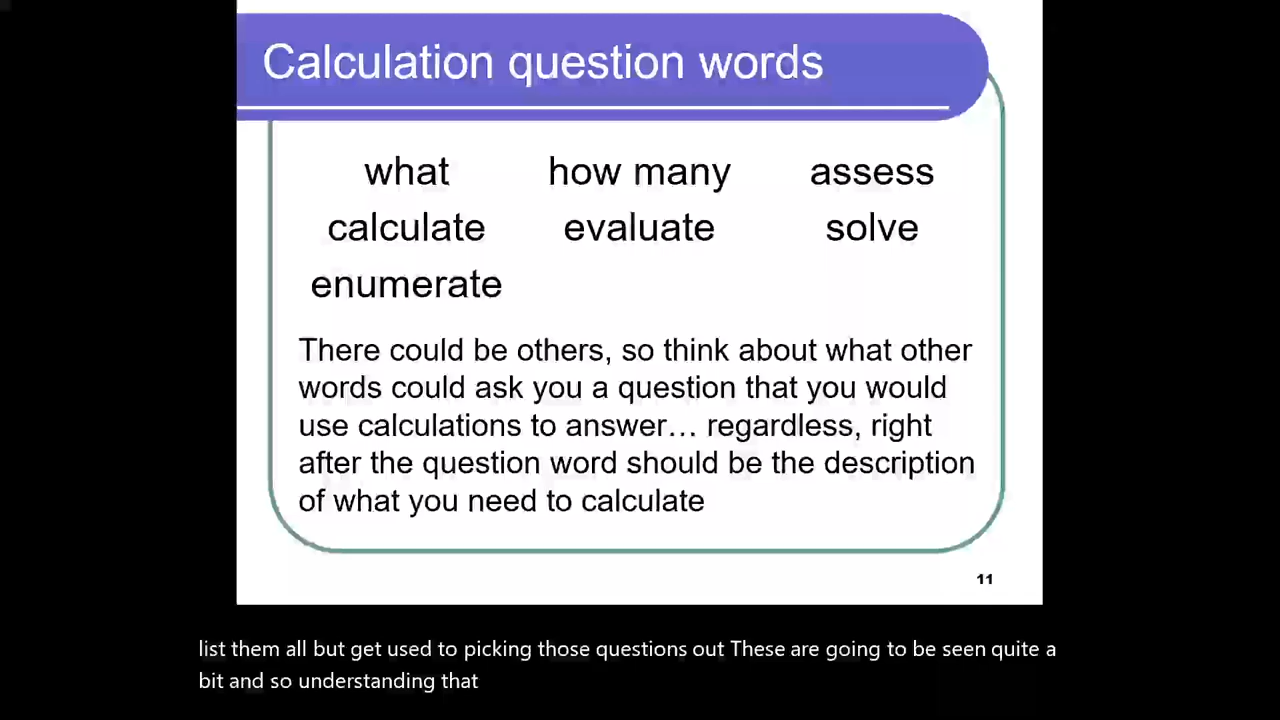 Calculation question words
what how many assess
calculate evaluate solve
enumerate
There could be others, so think about what other
words could ask you a question that you would
use calculations to answer… regardless, right
after the question word should be the description
of what you need to calculate
11
list them all but get used to picking those questions out These are going to be seen quite a
bit and so understanding that